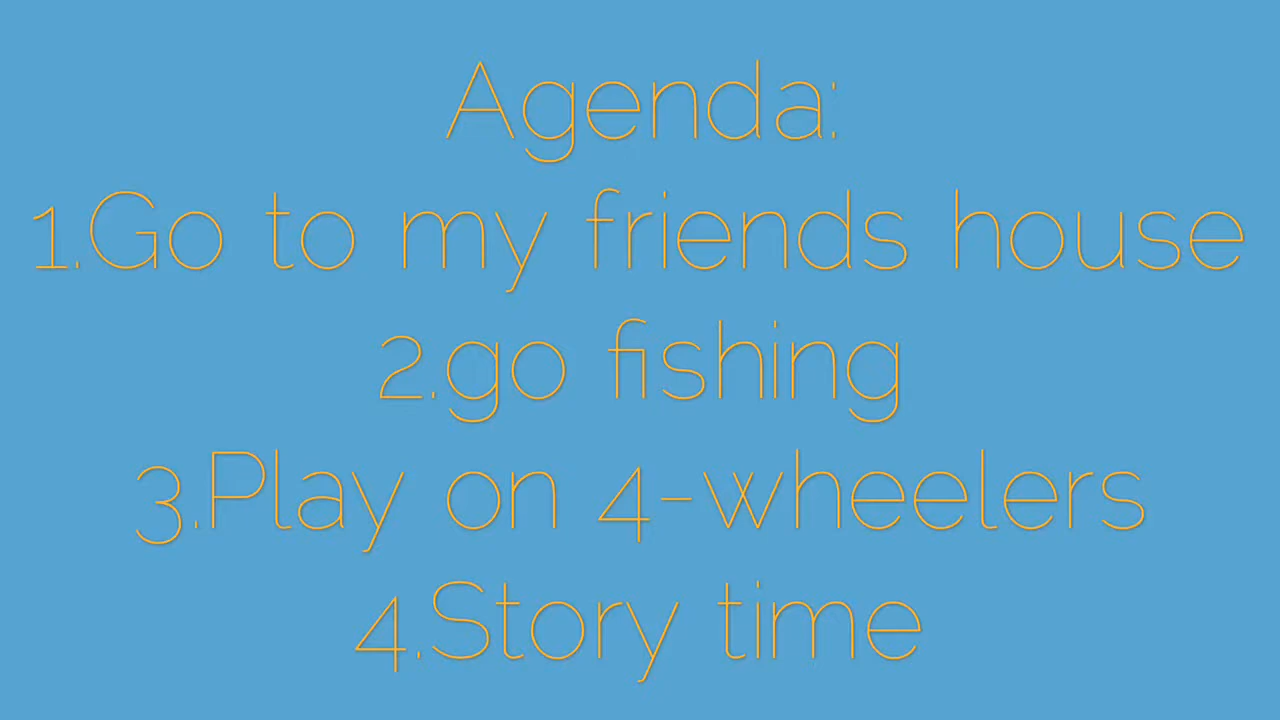 Agenda:
1.Go to my friends house
2.go fishing
3.Play on 4-wheelers
4.Story time